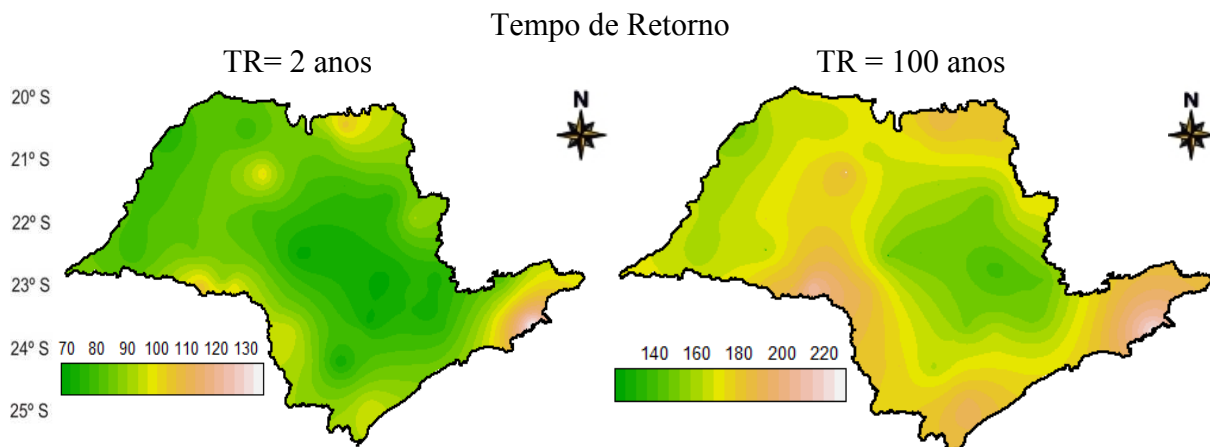 Tempo de Retorno
TR= 2 anos
TR = 100 anos
20º S
21º S
22º S
23º S
24º S
25º S
N
N
70 80 90 100 110 120 130
140 160 180 200 220